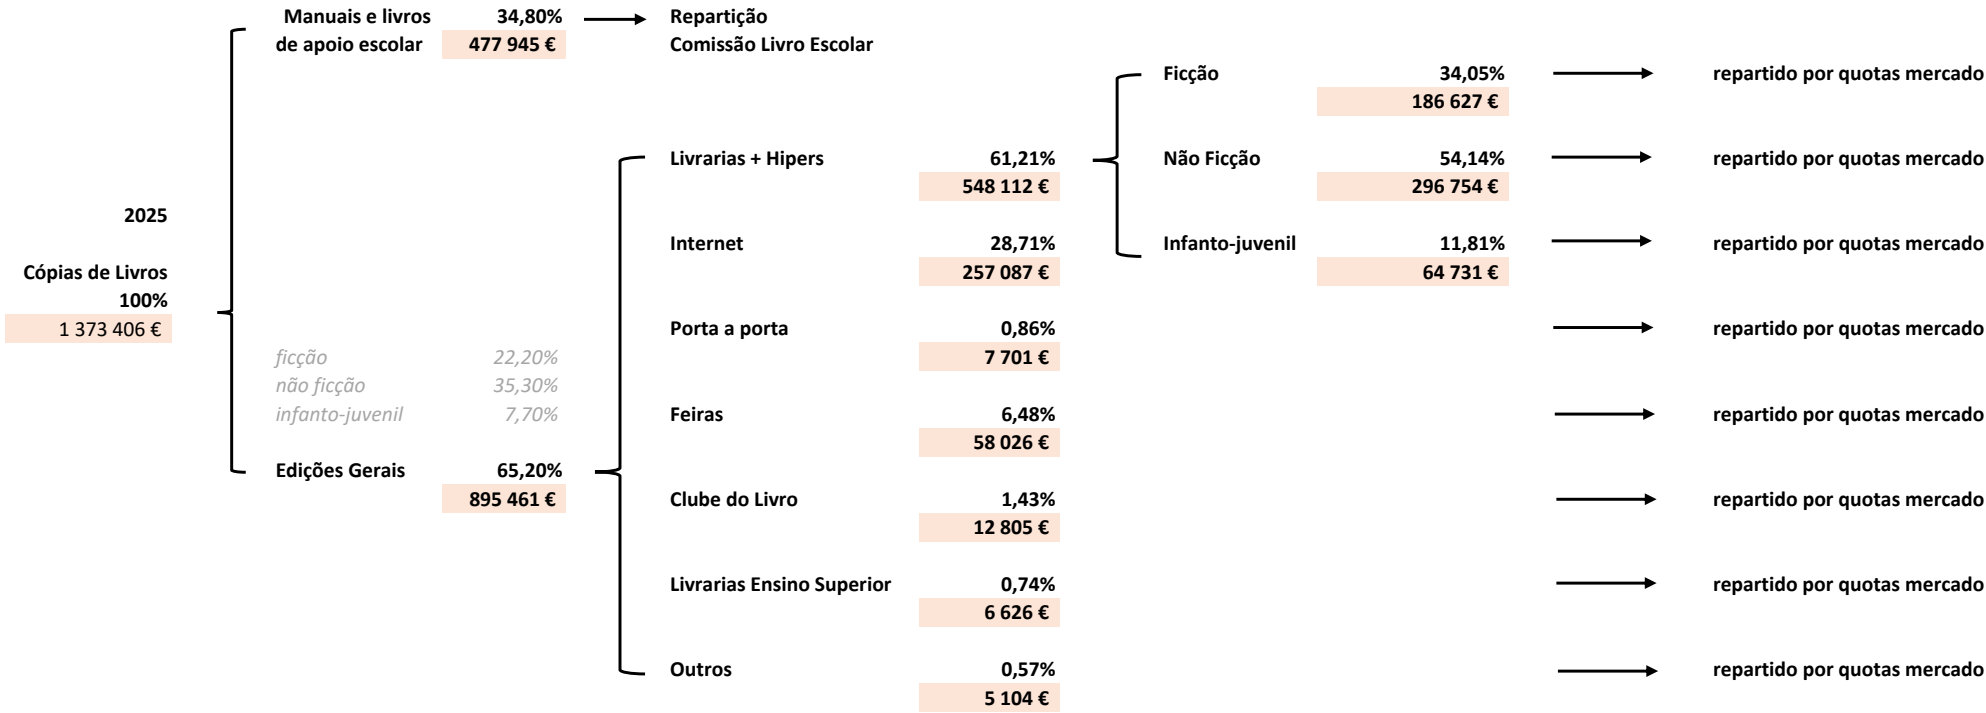 Manuais e livros 34,80% Repartição
de apoio escolar 477 945 € Comissão Livro Escolar
Ficção 34,05% repartido por quotas mercado
186 627 €
Livrarias + Hipers 61,21% Não Ficção 54,14% repartido por quotas mercado
548 112 € 296 754 €
2025
Internet 28,71% Infanto-juvenil 11,81% repartido por quotas mercado
Cópias de Livros 257 087 € 64 731 €
100%
1 373 406 € Porta a porta 0,86% repartido por quotas mercado
ficção 22,20% 7 701 €
não ficção 35,30%
infanto-juvenil 7,70% Feiras 6,48% repartido por quotas mercado
58 026 €
Edições Gerais 65,20%
895 461 € Clube do Livro 1,43% repartido por quotas mercado
12 805 €
Livrarias Ensino Superior 0,74% repartido por quotas mercado
6 626 €
Outros 0,57% repartido por quotas mercado
5 104 €